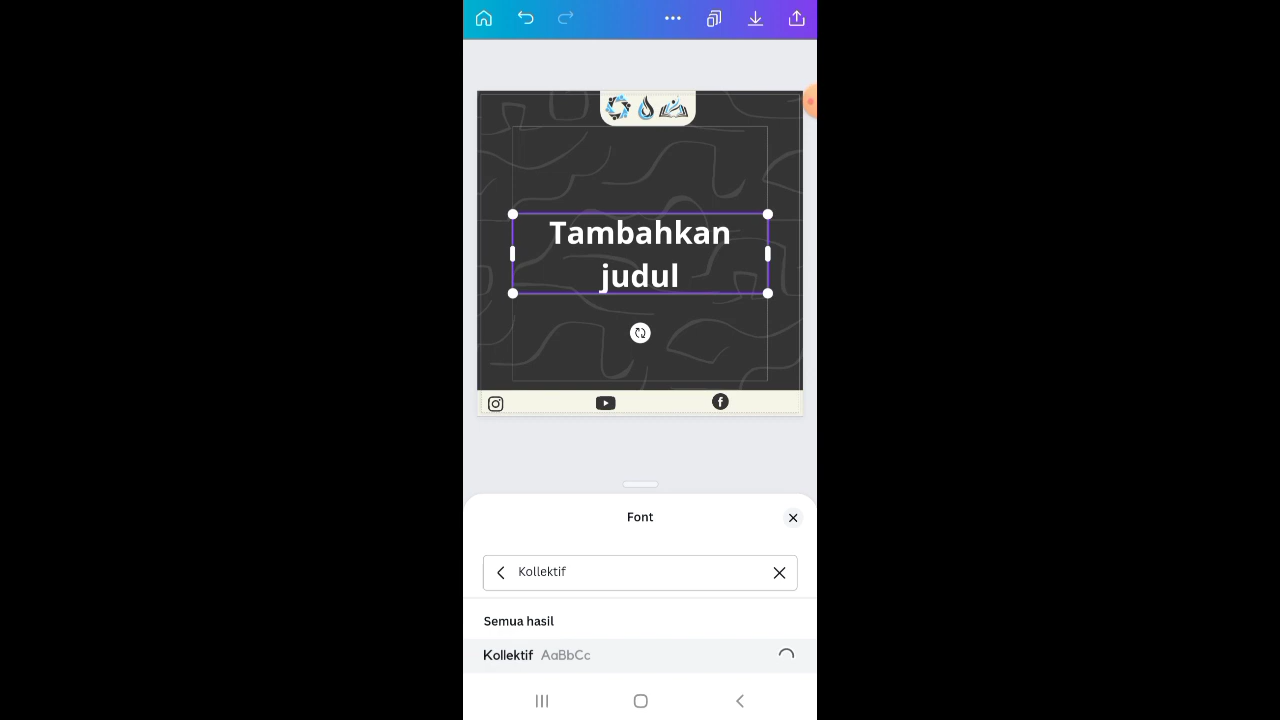 Tambahkan
judul
Font
Kollektif
Semua hasil
Kollektif AaBbCc